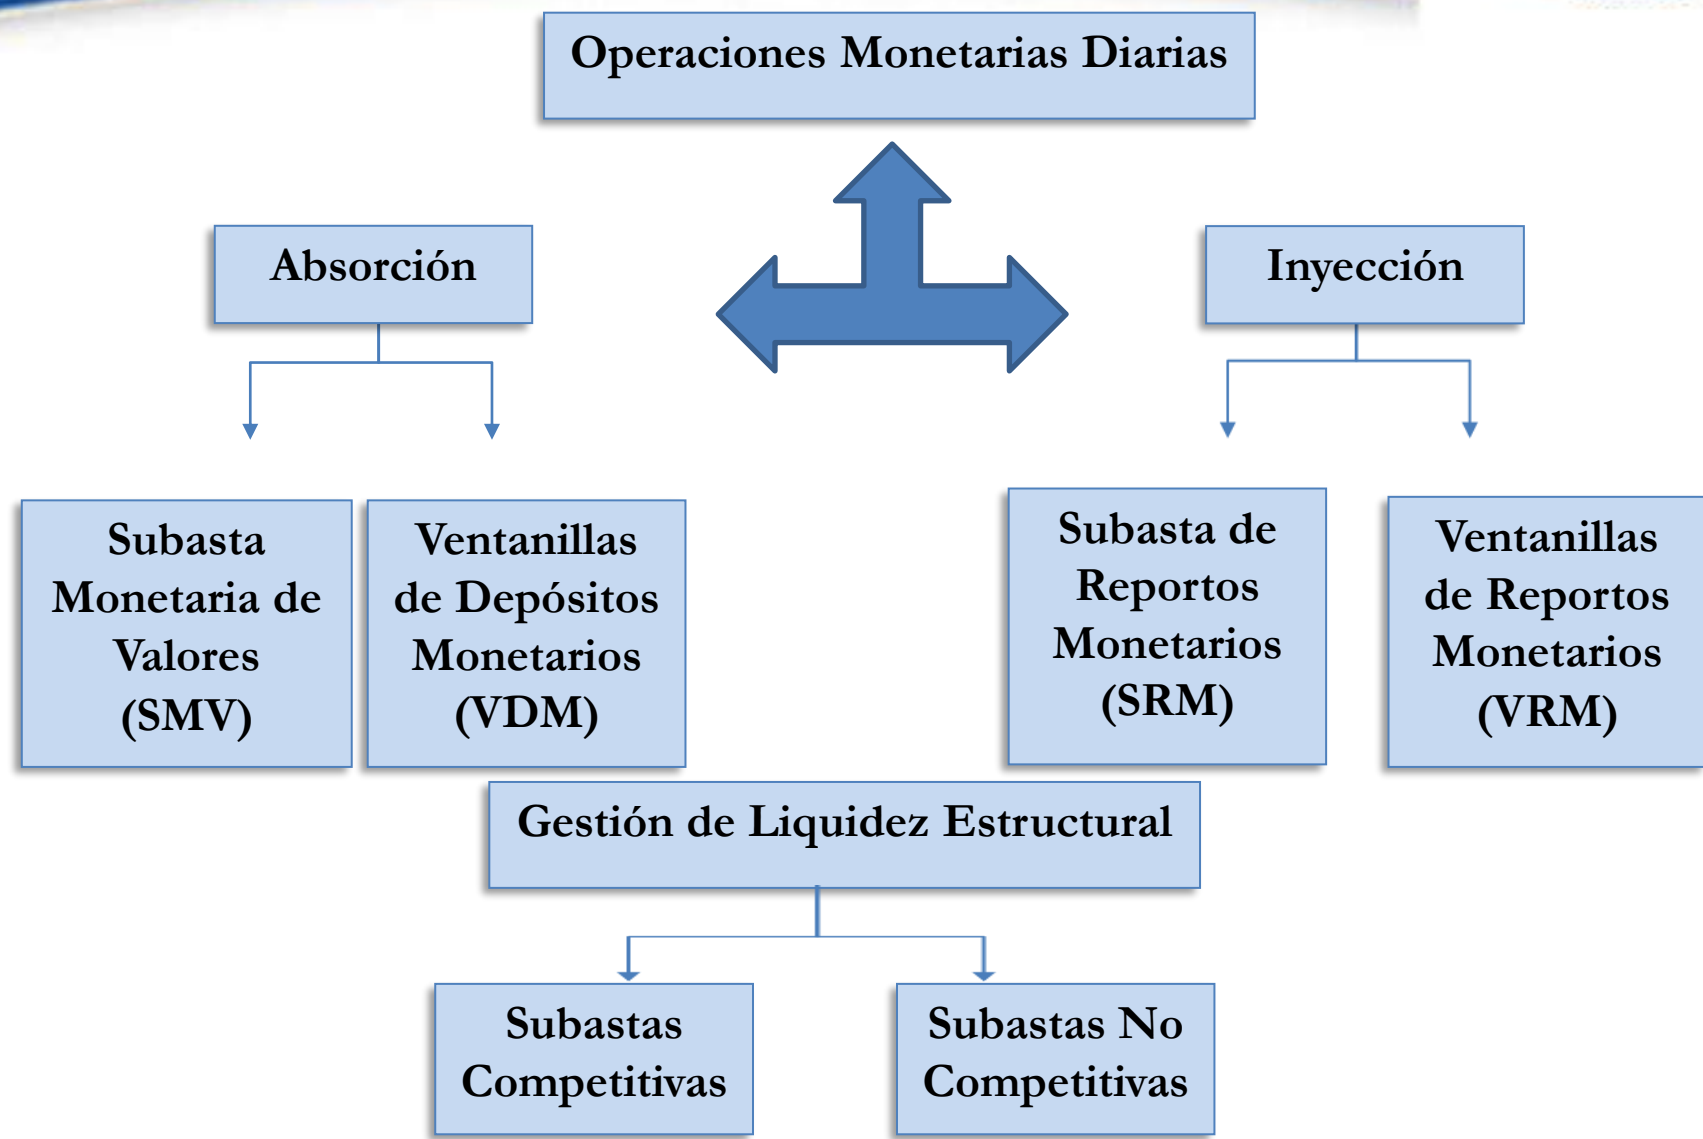 Operaciones Monetarias Diarias
Absorción
Inyección
Subasta
Monetaria de
Valores
(SMV)
Ventanillas
de Depósitos
Monetarios
(VDM)
Subasta de
Reportos
Monetarios
(SRM)
Ventanillas
de Reportos
Monetarios
(VRM)
Gestión de Liquidez Estructural
Subastas
Competitivas
Subastas No
Competitivas